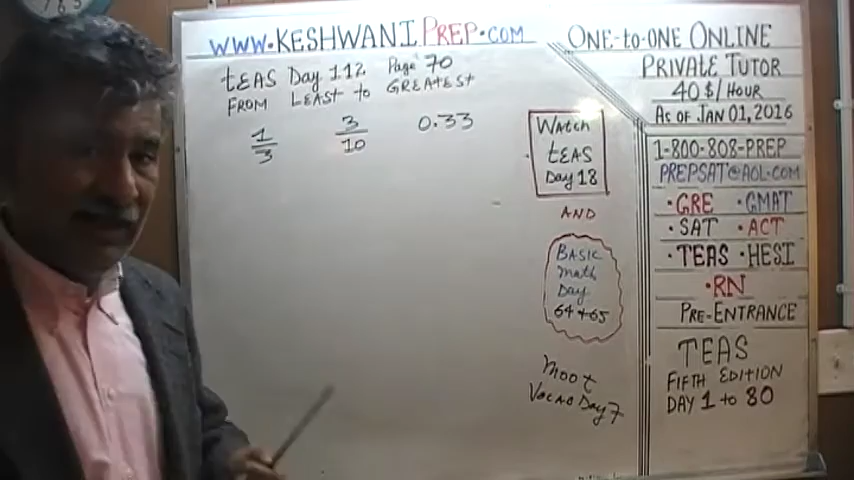 WWW.KESHWANIPREP.COM
tEAS Day 112 Page 70
FROM LEAST to GREAtESt
1/3 3/10 0.33
Watch
tEAS
Day 18
AND
BASIC
Math
Day
64+65
Moot
VOCAB Day 7
ONE-to-ONE ONLINE
PRIVATE TUTOR
40$/HOUR
AS OF JAN 01, 2016
1-800-808-PREP
PREPSAT@AOL.COM
•GRE •GMAT
•SAT •ACT
•TEAS •HESI
•RN
PRE-ENTRANCE
TEAS
FIFTH EDITION
DAY 1 to 80